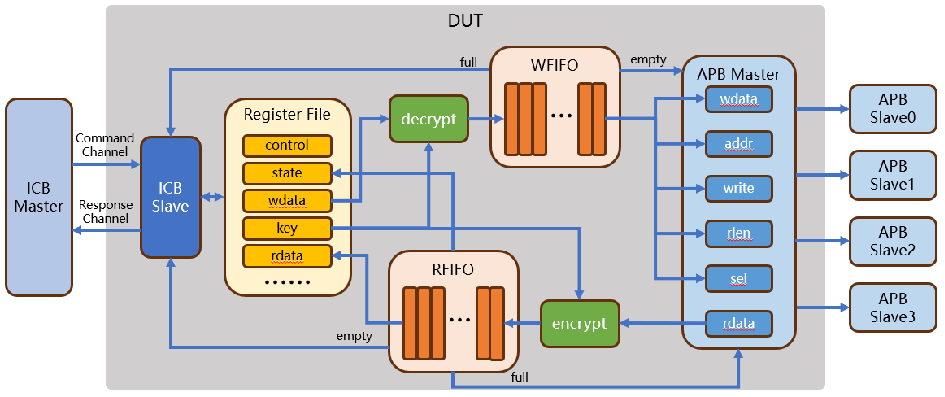 DUT
full
WFIFO
empty
APB Master
wdata
addr
write
rlen
sel
rdata
APB
Slave0
APB
Slave1
APB
Slave2
APB
Slave3
ICB
Master
Command
Channel
Response
Channel
ICB
Slave
Register File
control
state
wdata
key
rdata
••••••
decrypt
•••
RFIFO
•••
encrypt
empty
full